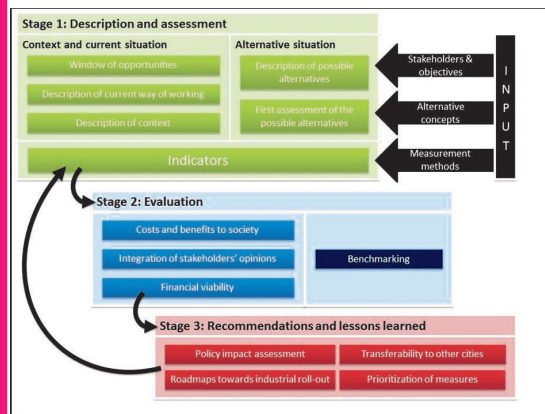 Stage 1: Description and assessment
Context and current situation
Window of opportunities
Description of current way of working
Description of context
Alternative situation
Description of possible
alternatives
First assessment of the
possible alternatives
Indicators
Stakeholders &
objectives
Alternative
concepts
Measurement
methods
I
N
P
U
T
Stage 2: Evaluation
Costs and benefits to society
Integration of stakeholders' opinions
Financial viability
Benchmarking
Stage 3: Recommendations and lessons learned
Policy impact assessment
Transferability to other cities
Roadmaps towards industrial roll-out
Prioritization of measures